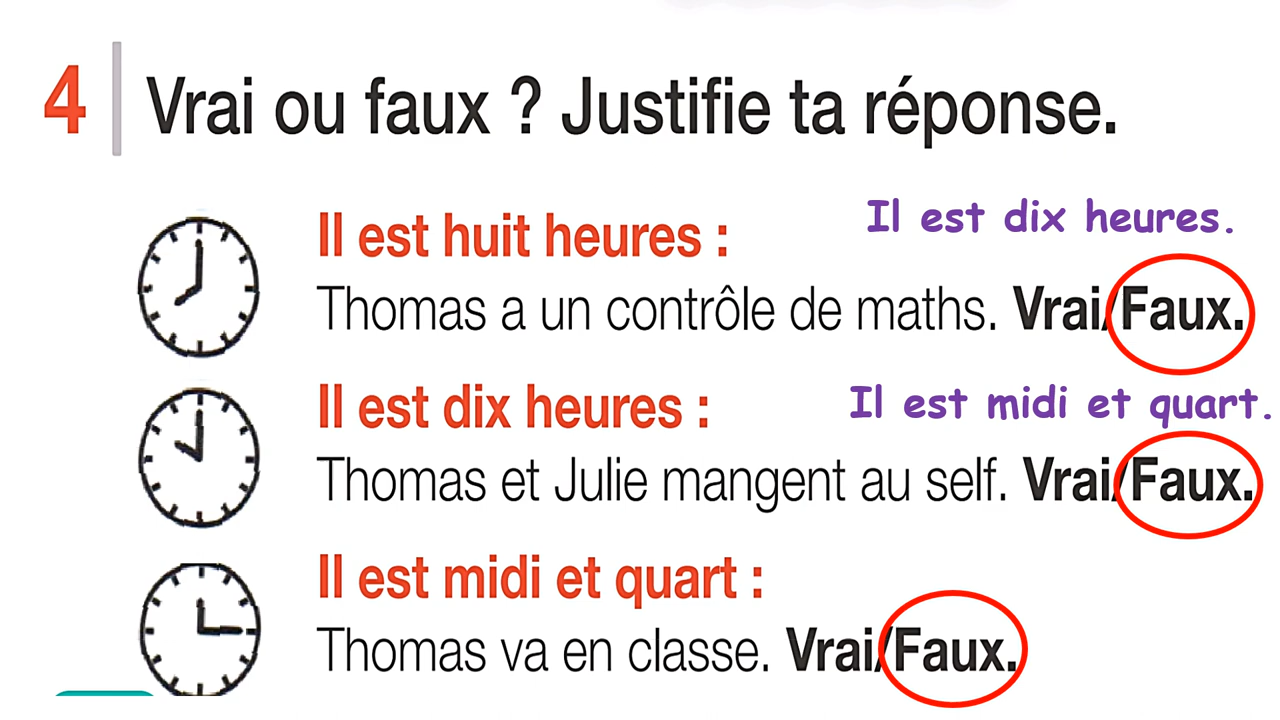 4 Vrai ou faux ? Justifie ta réponse.
Il est huit heures :
Il est dix heures.
Thomas a un contrôle de maths. Vrai/Faux.
Il est dix heures :
Il est midi et quart.
Thomas et Julie mangent au self. Vrai/Faux.
Il est midi et quart :
Thomas va en classe. Vrai/Faux.